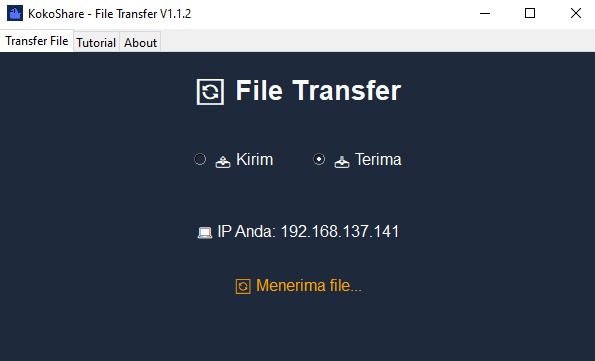 KokoShare - File Transfer V1.1.2
Transfer File Tutorial About
File Transfer
Kirim Terima
IP Anda: 192.168.137.141
Menerima file...